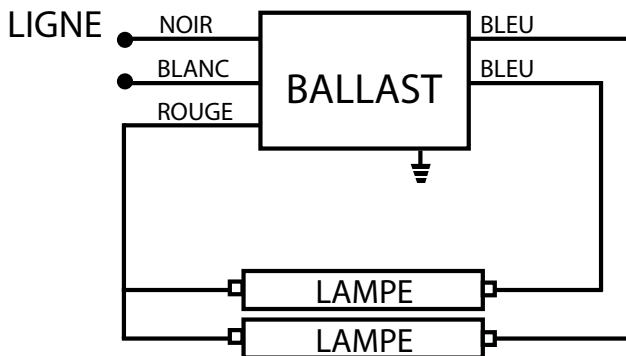 LIGNE
NOIR
BLEU
BLANC
BLEU
BALLAST
ROUGE
LAMPE
LAMPE